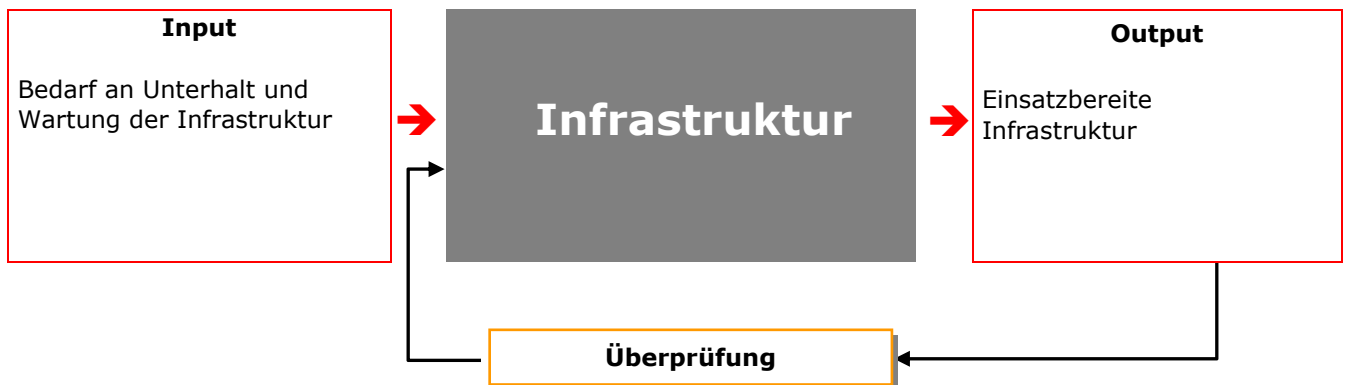 Input
Bedarf an Unterhalt und
Wartung der Infrastruktur
Infrastruktur
Output
Einsatzbereite
Infrastruktur
Überprüfung